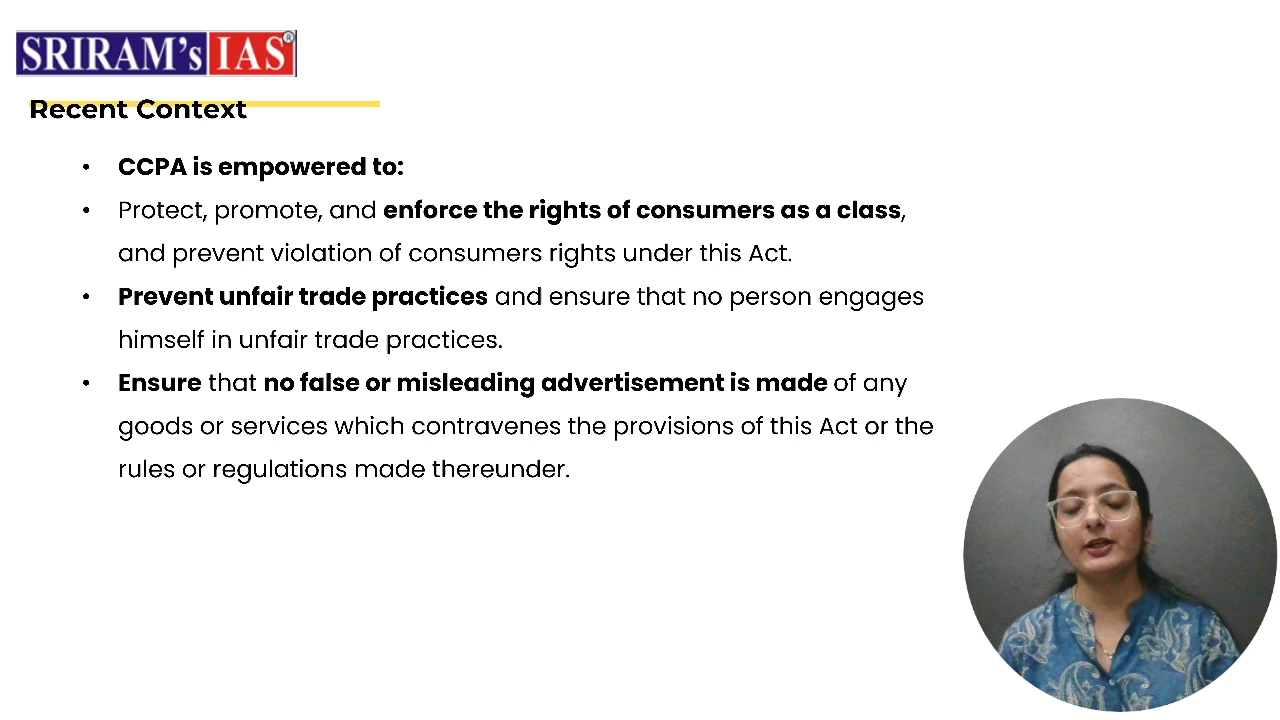 SRIRAM's IAS®
Recent Context
• CCPA is empowered to:
• Protect, promote, and enforce the rights of consumers as a class,
and prevent violation of consumers rights under this Act.
• Prevent unfair trade practices and ensure that no person engages
himself in unfair trade practices.
• Ensure that no false or misleading advertisement is made of any
goods or services which contravenes the provisions of this Act or the
rules or regulations made thereunder.